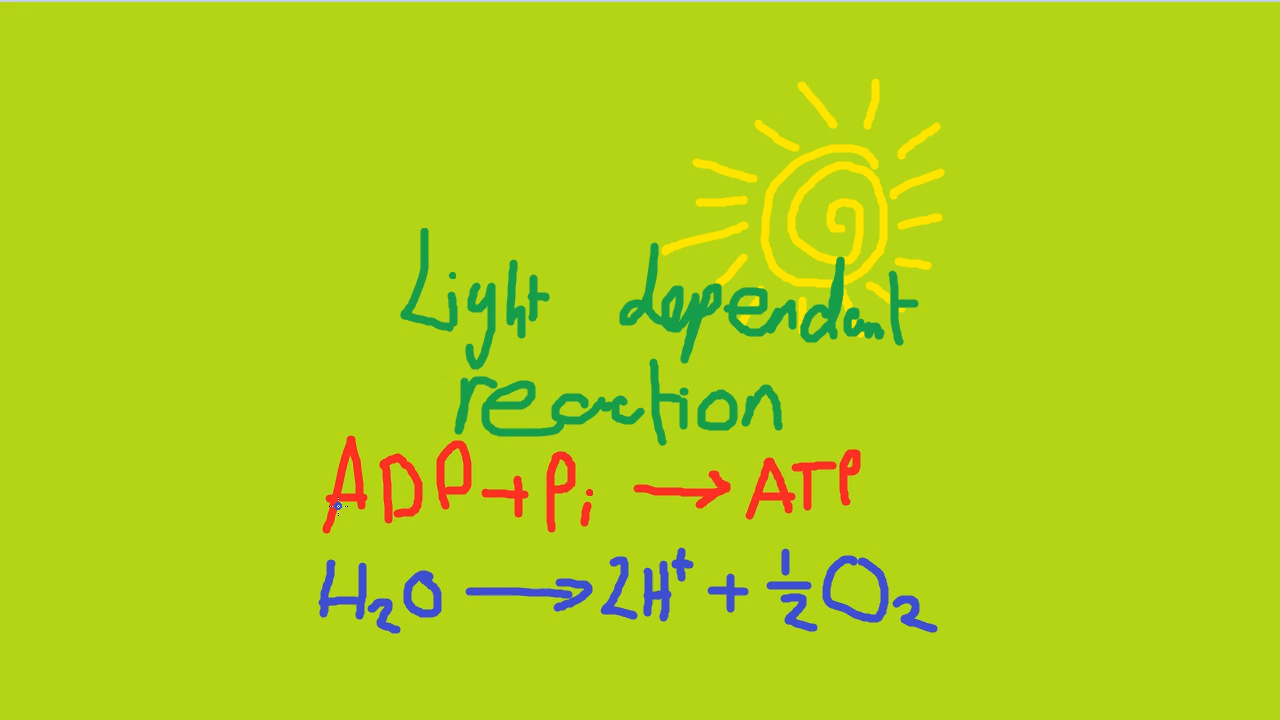 Light dependent
reaction
ADP + Pi → ATP
H₂O → 2H⁺ + ½O₂